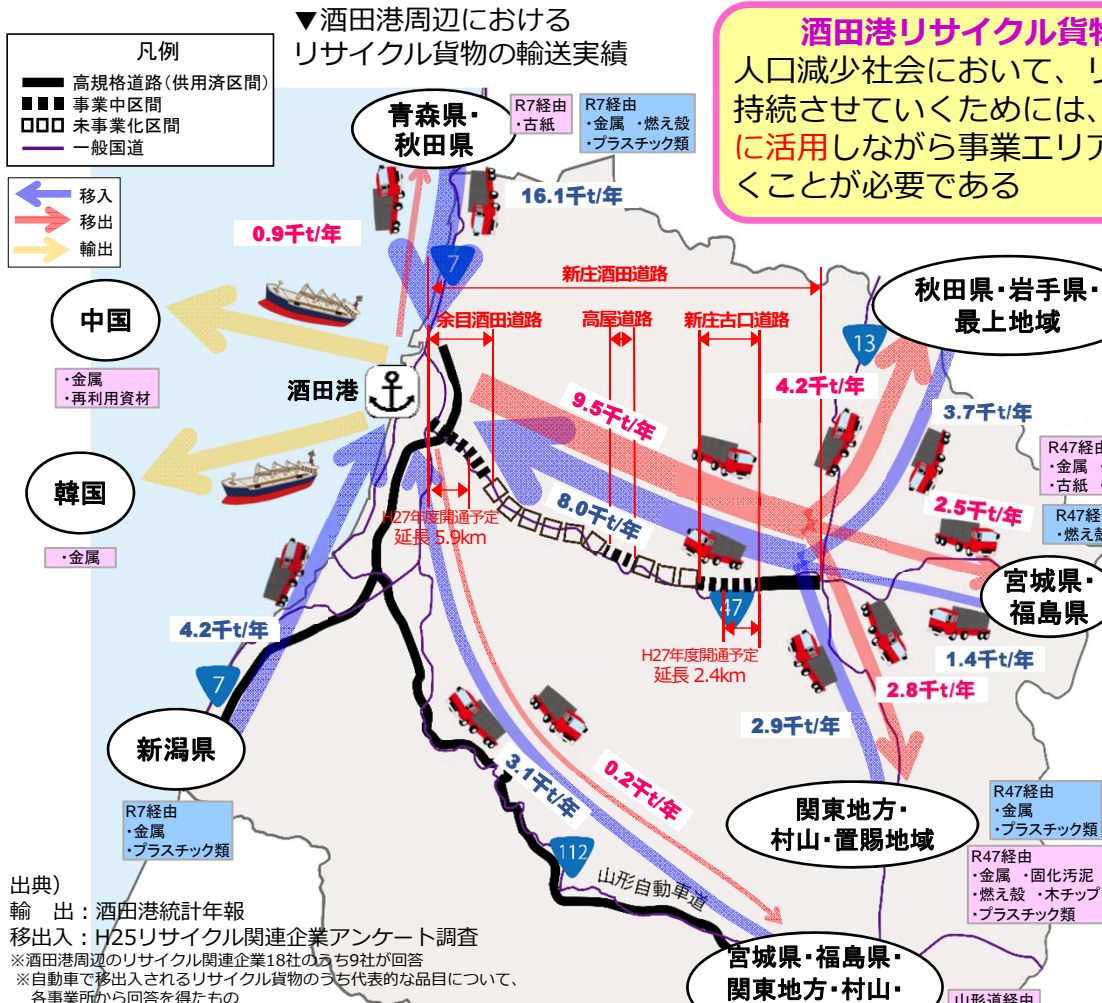 ▼酒田港周辺における
リサイクル貨物の輸送実績
凡例
高規格道路(供用済区間)
事業中区間
未事業化区間
一般国道
移入
移出
輸出
酒田港リサイクル貨物
人口減少社会において、リ
持続させていくためには、
に活用しながら事業エリア
くことが必要である
青森県・
秋田県
R7経由
・古紙
R7経由
・金属 ・燃え殻
・プラスチック類
16.1千t/年
0.9千t/年
7
新庄酒田道路
余目酒田道路
高屋道路
新庄古口道路
秋田県・岩手県・
最上地域
13
中国
・金属
・再利用資材
酒田港
4.2千t/年
3.7千t/年
9.5千t/年
8.0千t/年
R47経由
・金属
・古紙
R47経
・燃え殻
2.5千t/年
韓国
・金属
H27年度開通予定
延長 5.9km
宮城県・
福島県
47
H27年度開通予定
延長 2.4km
1.4千t/年
2.8千t/年
2.9千t/年
4.2千t/年
7
新潟県
R7経由
・金属
・プラスチック類
3.1千t/年
0.2千t/年
関東地方・
村山・置賜地域
R47経由
・金属
・プラスチック類
R47経由
・金属 ・固化汚泥
・燃え殻 ・木チップ
・プラスチック類
112
山形自動車道
宮城県・福島県・
関東地方・村山・
山形道経由
出典)
輸　出：酒田港統計年報
移出入：H25リサイクル関連企業アンケート調査
※酒田港周辺のリサイクル関連企業18社のうち9社が回答
※自動車で移出入されるリサイクル貨物のうち代表的な品目について、
各事業所から回答を得たもの